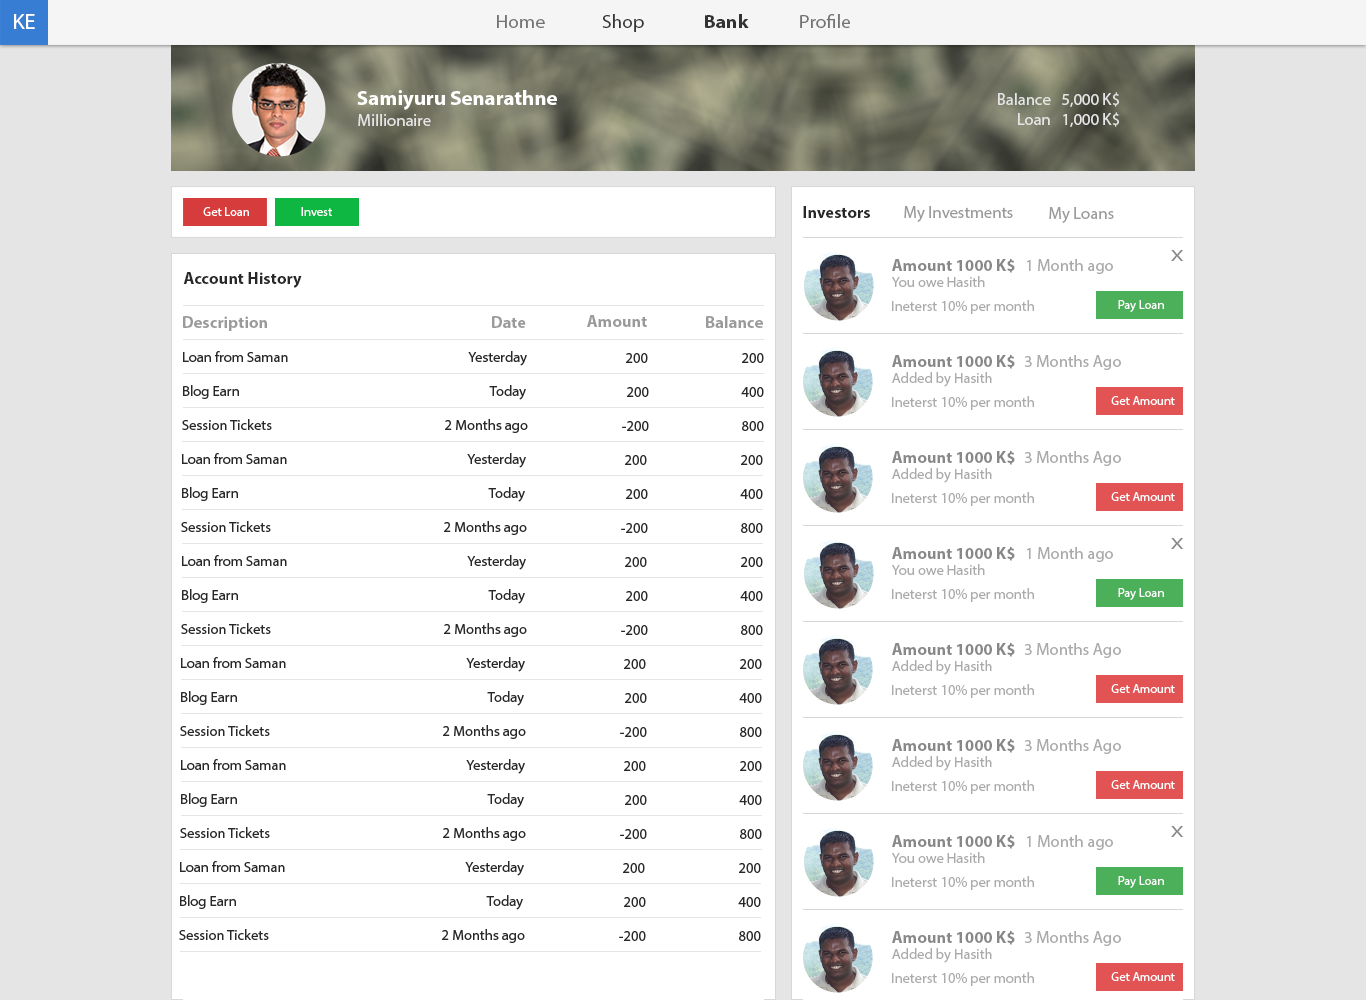 KE
Home Shop Bank Profile
Samiyuru Senarathne
Millionaire
Balance 5,000 K$
Loan 1,000 K$
Get Loan Invest
Account History
Description Date Amount Balance
Loan from Saman Yesterday 200 200
Blog Earn Today 200 400
Session Tickets 2 Months ago -200 800
Loan from Saman Yesterday 200 200
Blog Earn Today 200 400
Session Tickets 2 Months ago -200 800
Loan from Saman Yesterday 200 200
Blog Earn Today 200 400
Session Tickets 2 Months ago -200 800
Loan from Saman Yesterday 200 200
Blog Earn Today 200 400
Session Tickets 2 Months ago -200 800
Loan from Saman Yesterday 200 200
Blog Earn Today 200 400
Session Tickets 2 Months ago -200 800
Loan from Saman Yesterday 200 200
Blog Earn Today 200 400
Session Tickets 2 Months ago -200 800
Investors My Investments My Loans
Amount 1000 K$ 1 Month ago X
You owe Hasith
Ineterst 10% per month Pay Loan
Amount 1000 K$ 3 Months Ago
Added by Hasith
Ineterst 10% per month Get Amount
Amount 1000 K$ 3 Months Ago
Added by Hasith
Ineterst 10% per month Get Amount
Amount 1000 K$ 1 Month ago X
You owe Hasith
Ineterst 10% per month Pay Loan
Amount 1000 K$ 3 Months Ago
Added by Hasith
Ineterst 10% per month Get Amount
Amount 1000 K$ 3 Months Ago
Added by Hasith
Ineterst 10% per month Get Amount
Amount 1000 K$ 1 Month ago X
You owe Hasith
Ineterst 10% per month Pay Loan
Amount 1000 K$ 3 Months Ago
Added by Hasith
Ineterst 10% per month Get Amount